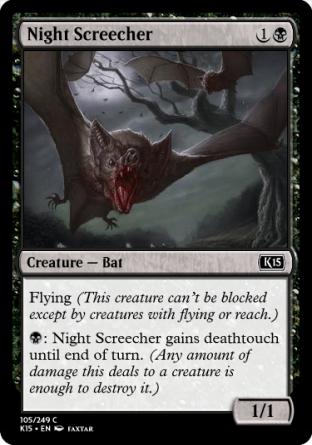 Night Screecher 1
K15
Creature — Bat
Flying (This creature can't be blocked
except by creatures with flying or reach.)
: Night Screecher gains deathtouch
until end of turn. (Any amount of
damage this deals to a creature is
enough to destroy it.)
1/1
105/249 C
K15 • EN FAXTAR